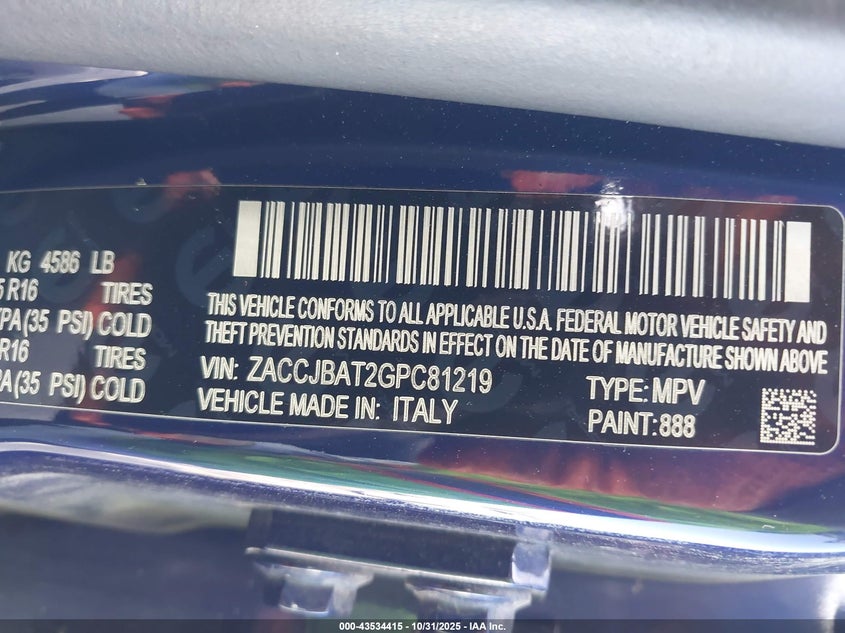 KG 4586 LB
R16 TIRES
(35 PSI) COLD
R16 TIRES
(35 PSI) COLD
THIS VEHICLE CONFORMS TO ALL APPLICABLE U.S.A. FEDERAL MOTOR VEHICLE SAFETY AND
THEFT PREVENTION STANDARDS IN EFFECT ON THE DATE OF MANUFACTURE SHOWN ABOVE
VIN: ZACCJBAT2GPC81219 TYPE: MPV
VEHICLE MADE IN: ITALY PAINT: 888
000-43534415 - 10/31/2025 - IAA Inc.